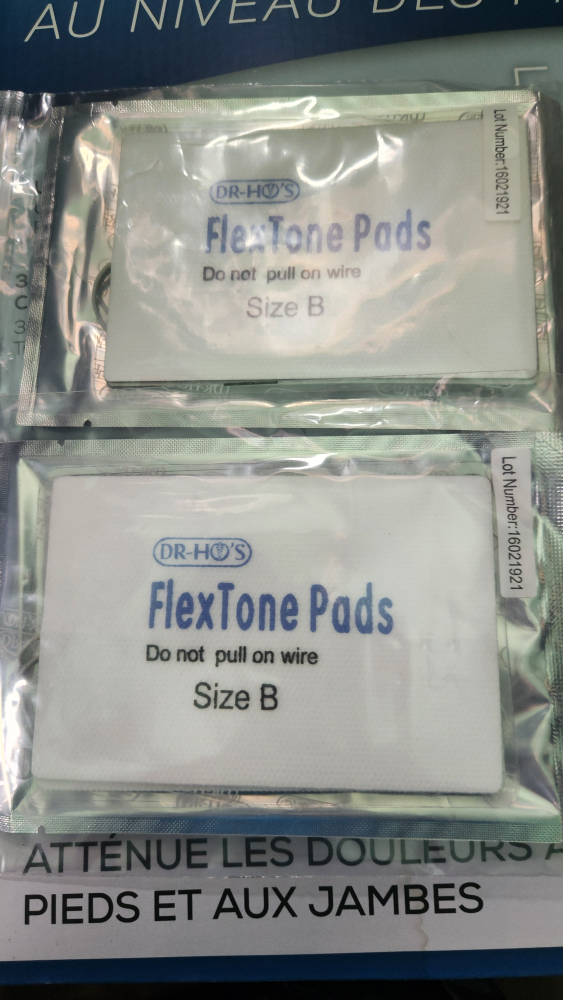 AU NIVEAU DES
Lot Number:16021921
DR-HO'S
FlexTone Pads
Do not pull on wire
Size B
Lot Number:16021921
DR-HO'S
FlexTone Pads
Do not pull on wire
Size B
ATTÉNUE LES DOULEURS A
PIEDS ET AUX JAMBES